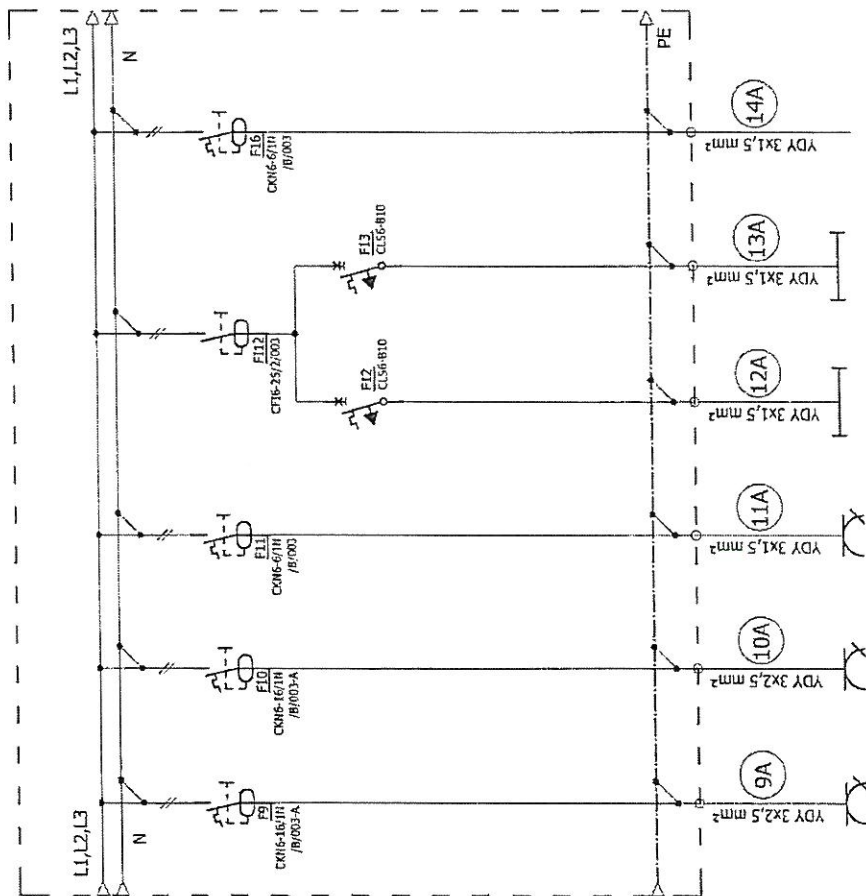 L1,L2,L3
N
PE
F16
CKN6-6/1N
/B/003
14A
YDY 3x1,5 mm²
F13
CLS6-B10
13A
YDY 3x1,5 mm²
FI12
CFI6-25/2/003
F12
CLS6-B10
12A
YDY 3x1,5 mm²
F11
CKN6-6/1N
/B/003
11A
YDY 3x1,5 mm²
F10
CKN6-16/1N
/B/003-A
10A
YDY 3x2,5 mm²
F9
CKN6-16/1N
/B/003-A
9A
YDY 3x2,5 mm²
L1,L2,L3
N